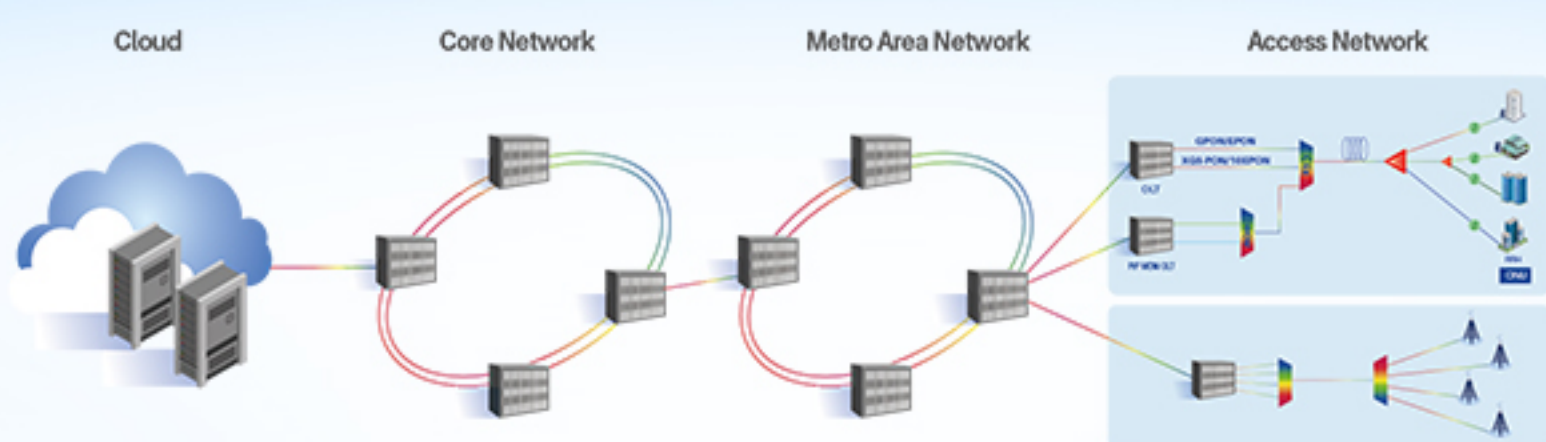 Cloud
Core Network
Metro Area Network
Access Network
GPON/EPON
XGS-PON/10GEPON
OLT
ONU